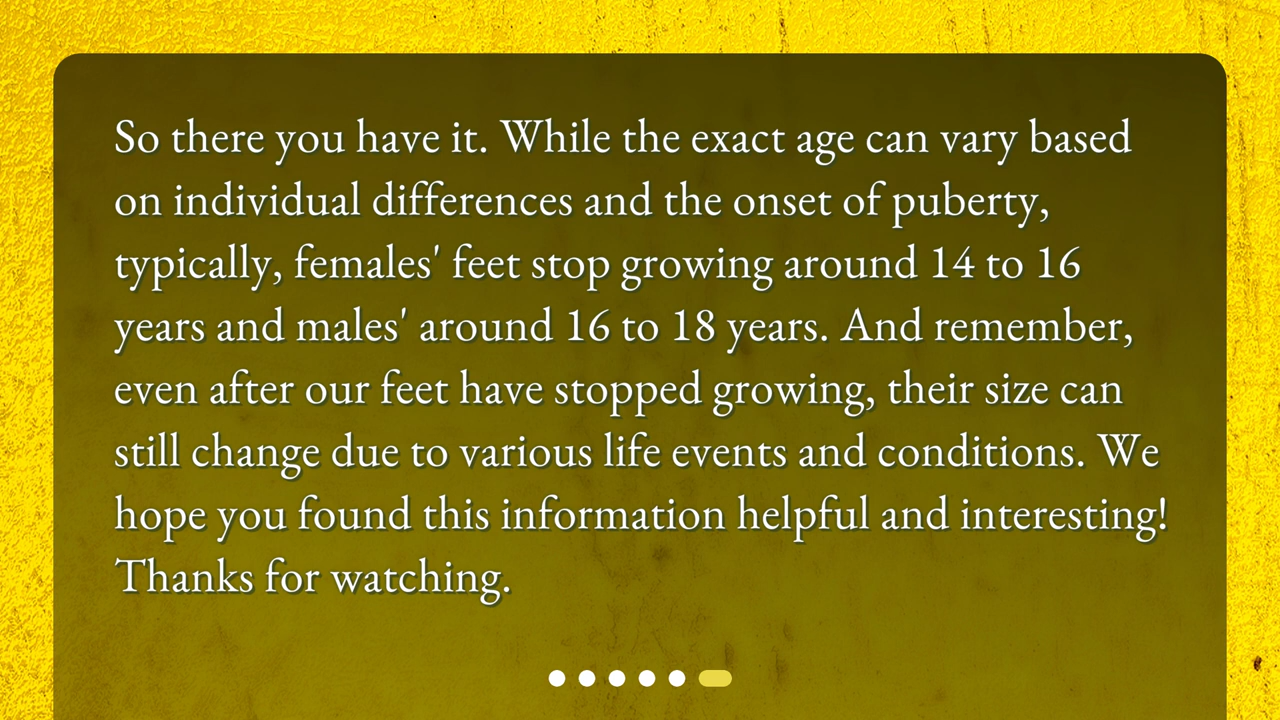 So there you have it. While the exact age can vary based
on individual differences and the onset of puberty,
typically, females' feet stop growing around 14 to 16
years and males' around 16 to 18 years. And remember,
even after our feet have stopped growing, their size can
still change due to various life events and conditions. We
hope you found this information helpful and interesting!
Thanks for watching.